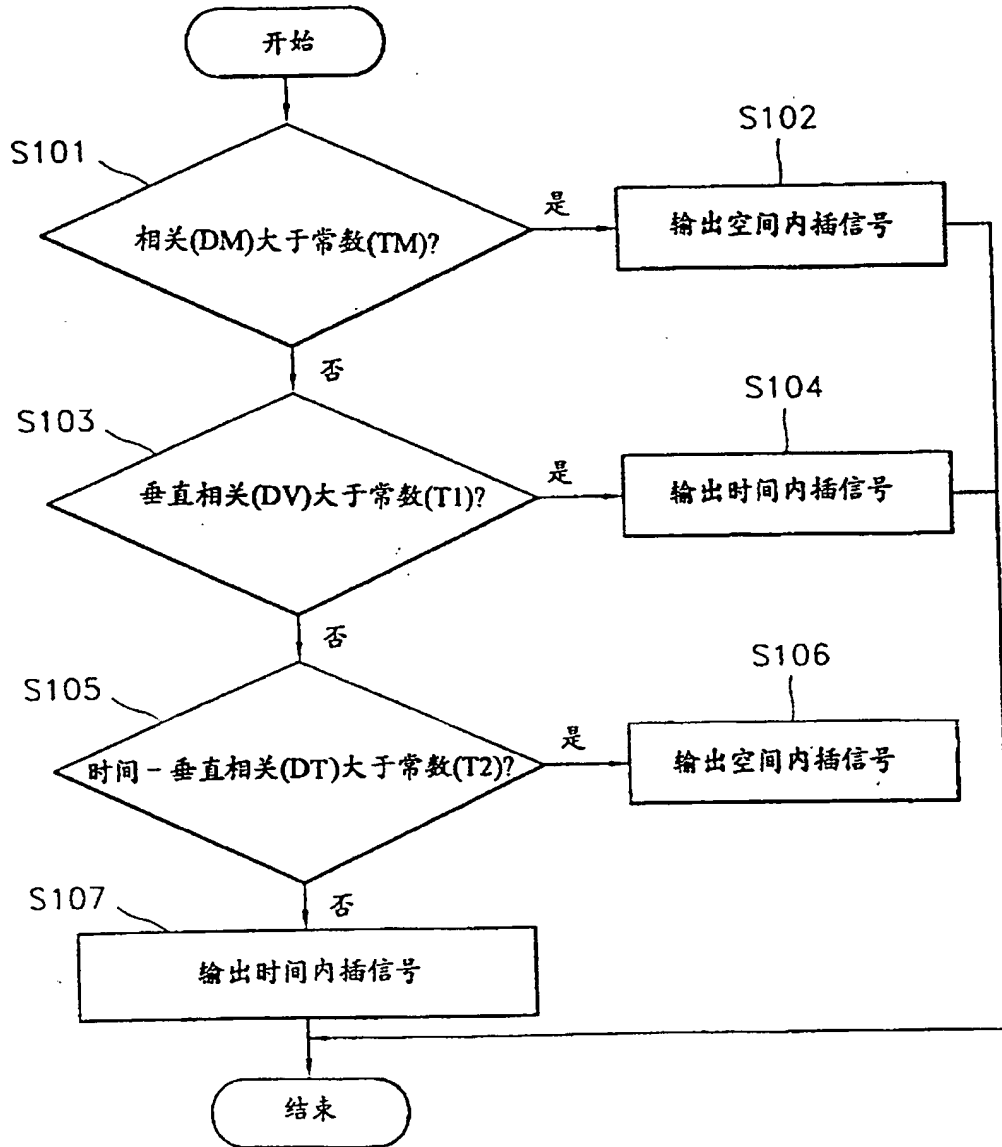 开始
S101
相关(DM)大于常数(TM)?
是
S102
输出空间内插信号
否
S103
垂直相关(DV)大于常数(T1)?
是
S104
输出时间内插信号
否
S105
时间-垂直相关(DT)大于常数(T2)?
是
S106
输出空间内插信号
否
S107
输出时间内插信号
结束